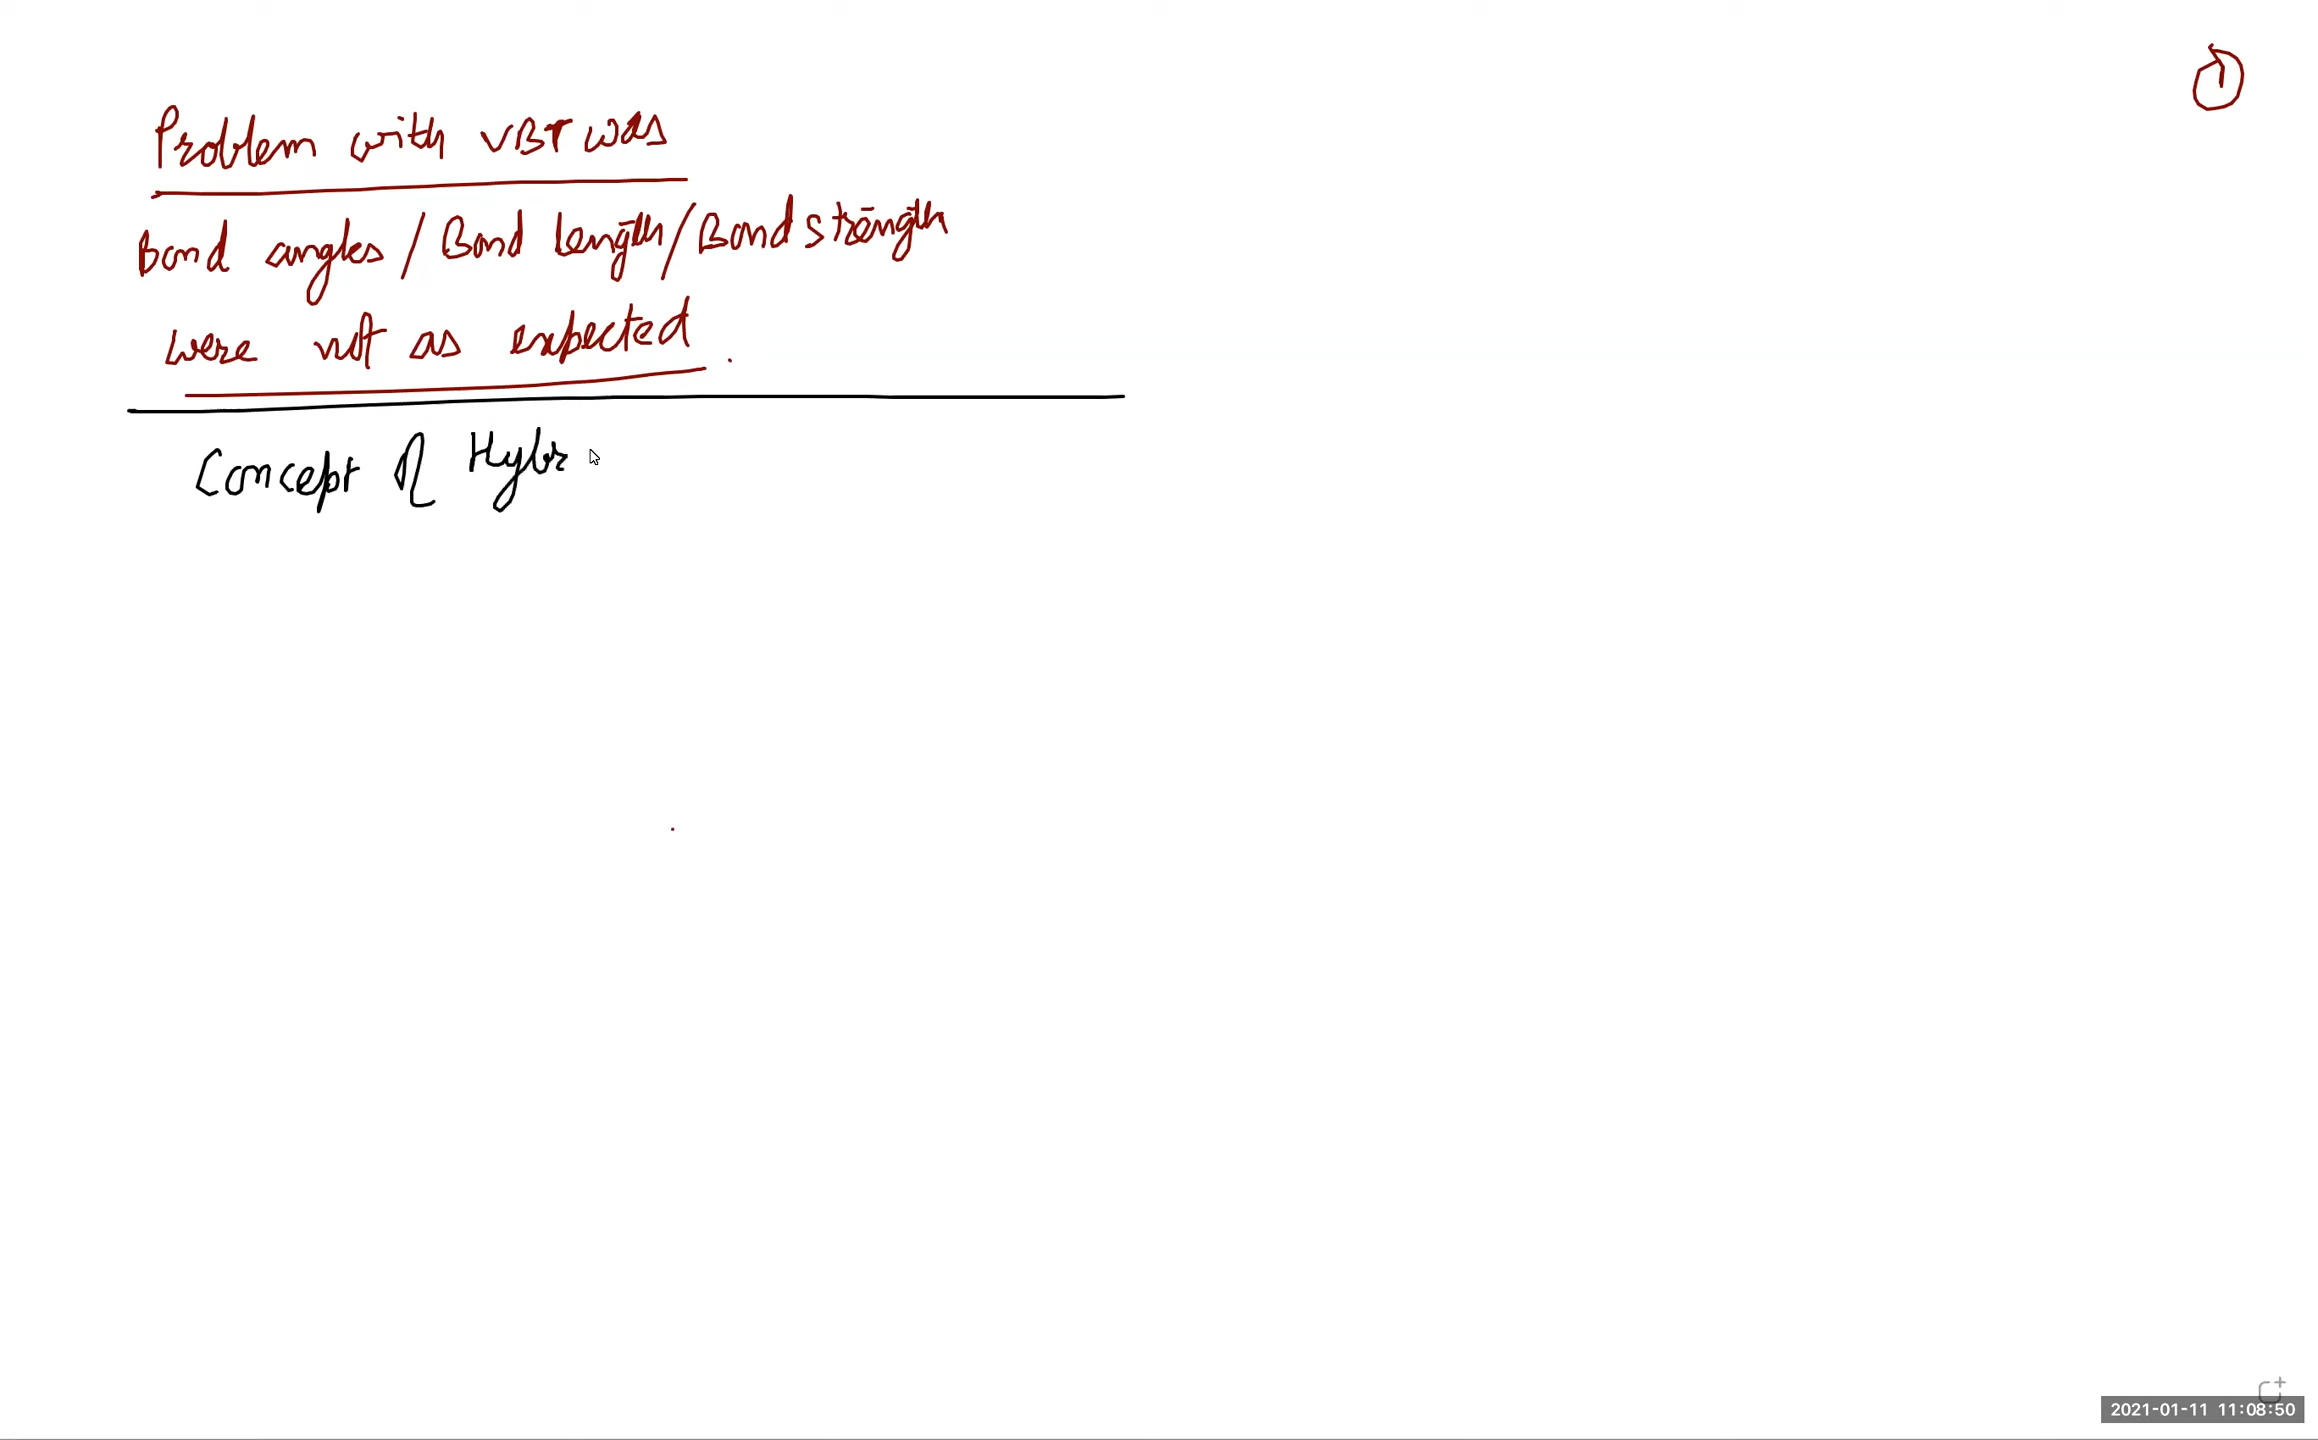 1
Problem with VBT was
Bond angles / Bond length / Bond strength
were not as expected.
Concept of Hybr
2021-01-11 11:08:50